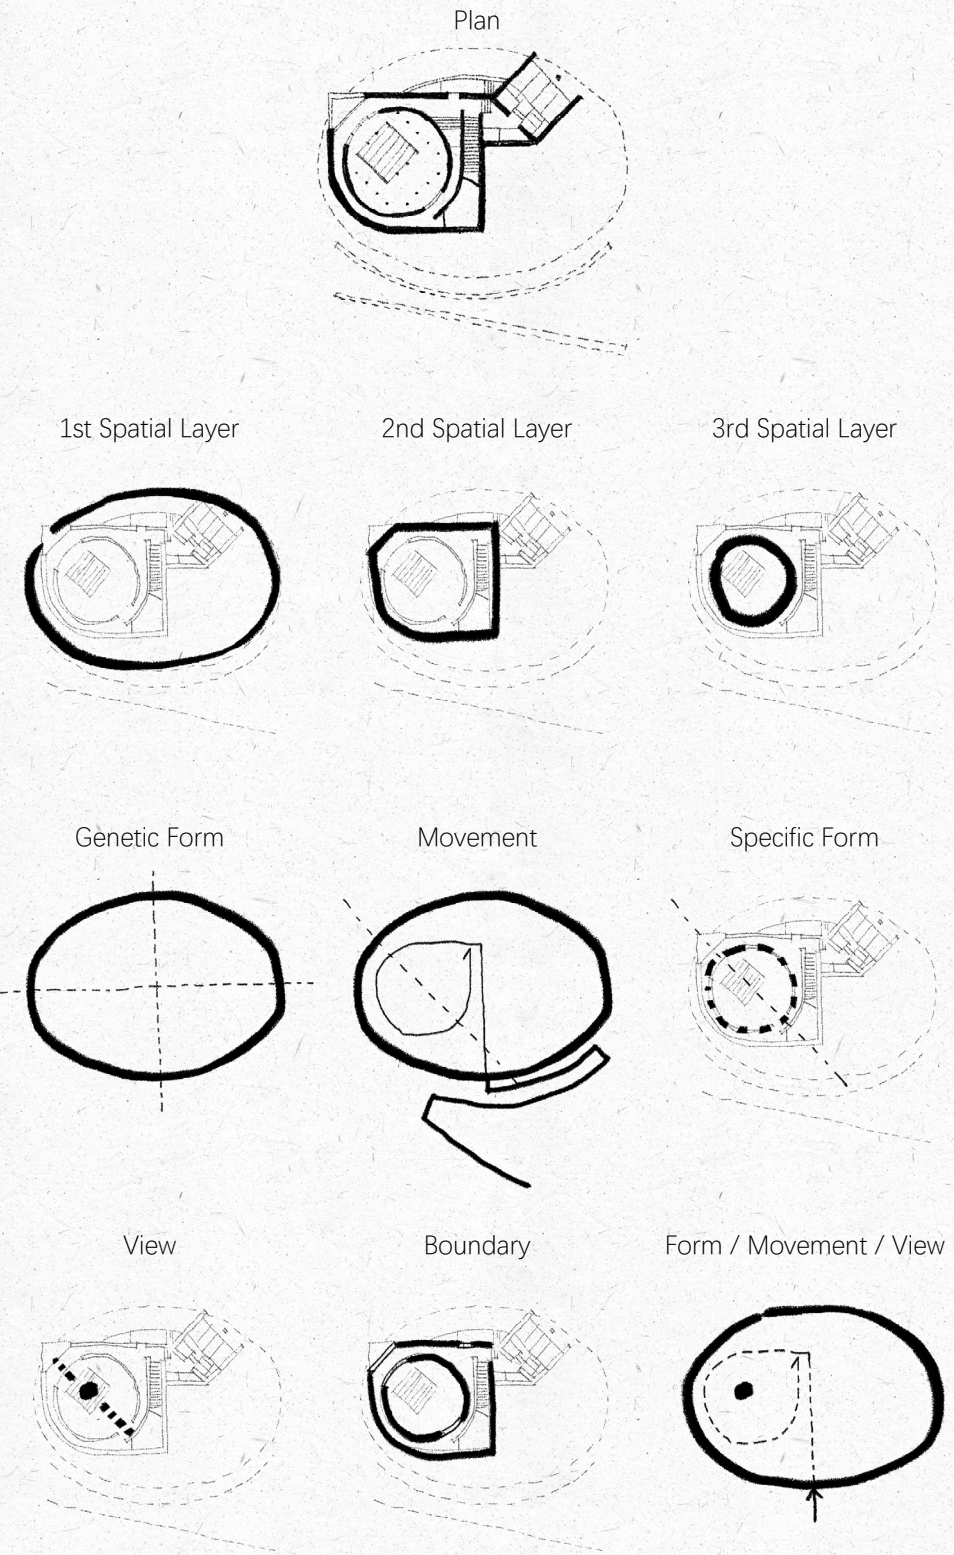 Plan
1st Spatial Layer
2nd Spatial Layer
3rd Spatial Layer
Genetic Form
Movement
Specific Form
View
Boundary
Form / Movement / View